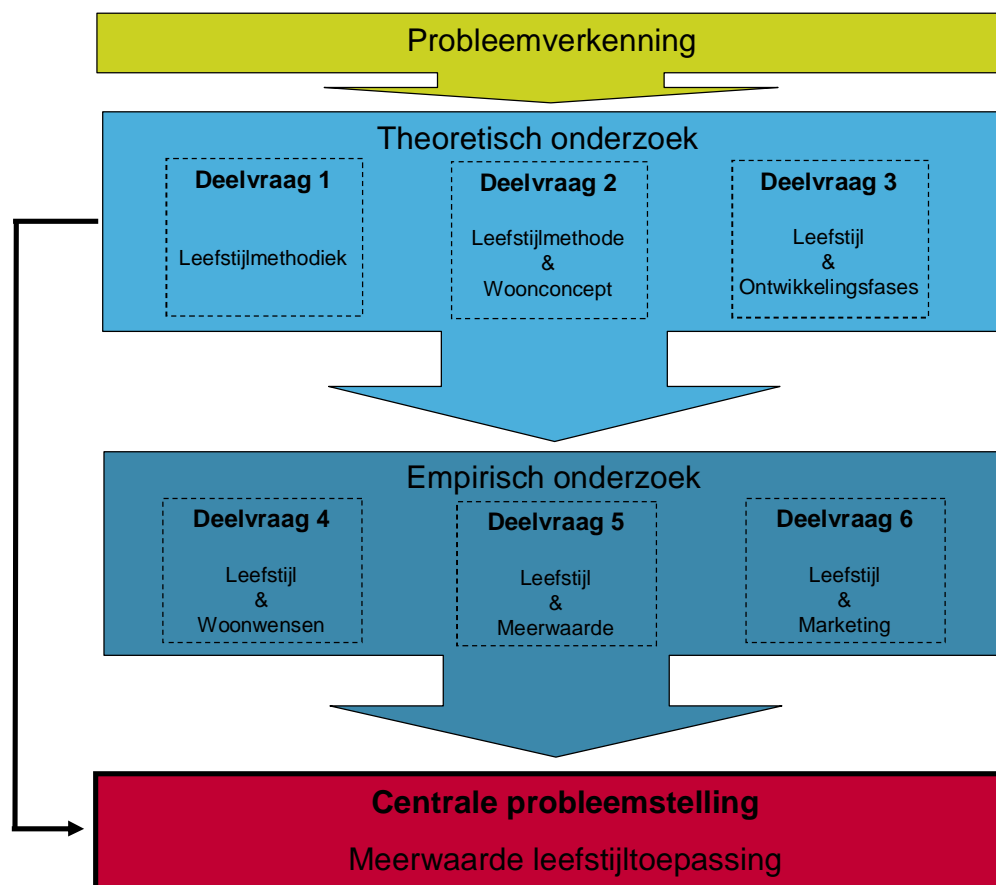 Probleemverkenning
Theoretisch onderzoek
Deelvraag 1
Leefstijlmethodiek
Deelvraag 2
Leefstijlmethode
&
Woonconcept
Deelvraag 3
Leefstijl
&
Ontwikkelingsfases
Empirisch onderzoek
Deelvraag 4
Leefstijl
&
Woonwensen
Deelvraag 5
Leefstijl
&
Meerwaarde
Deelvraag 6
Leefstijl
&
Marketing
Centrale probleemstelling
Meerwaarde leefstijltoepassing